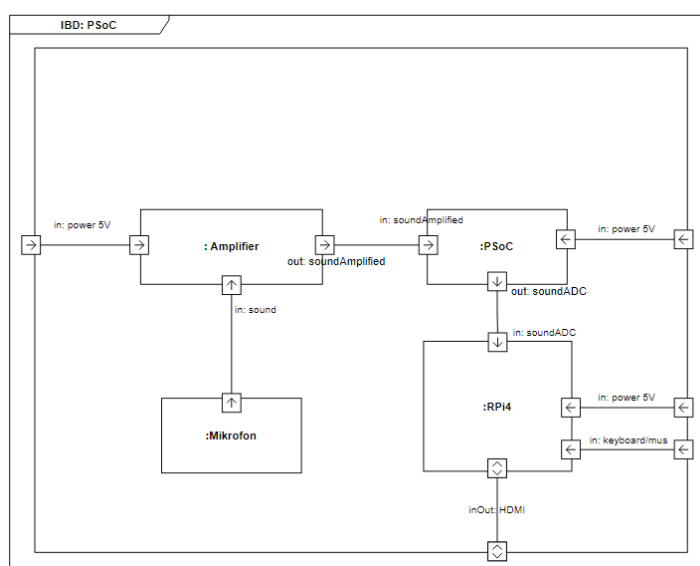 IBD: PSoC
in: power 5V
: Amplifier
out: soundAmplified
in: soundAmplified
:PSoC
in: power 5V
out: soundADC
in: sound
in: soundADC
:Mikrofon
:RPi4
in: power 5V
in: keyboard/mus
inOut: HDMI